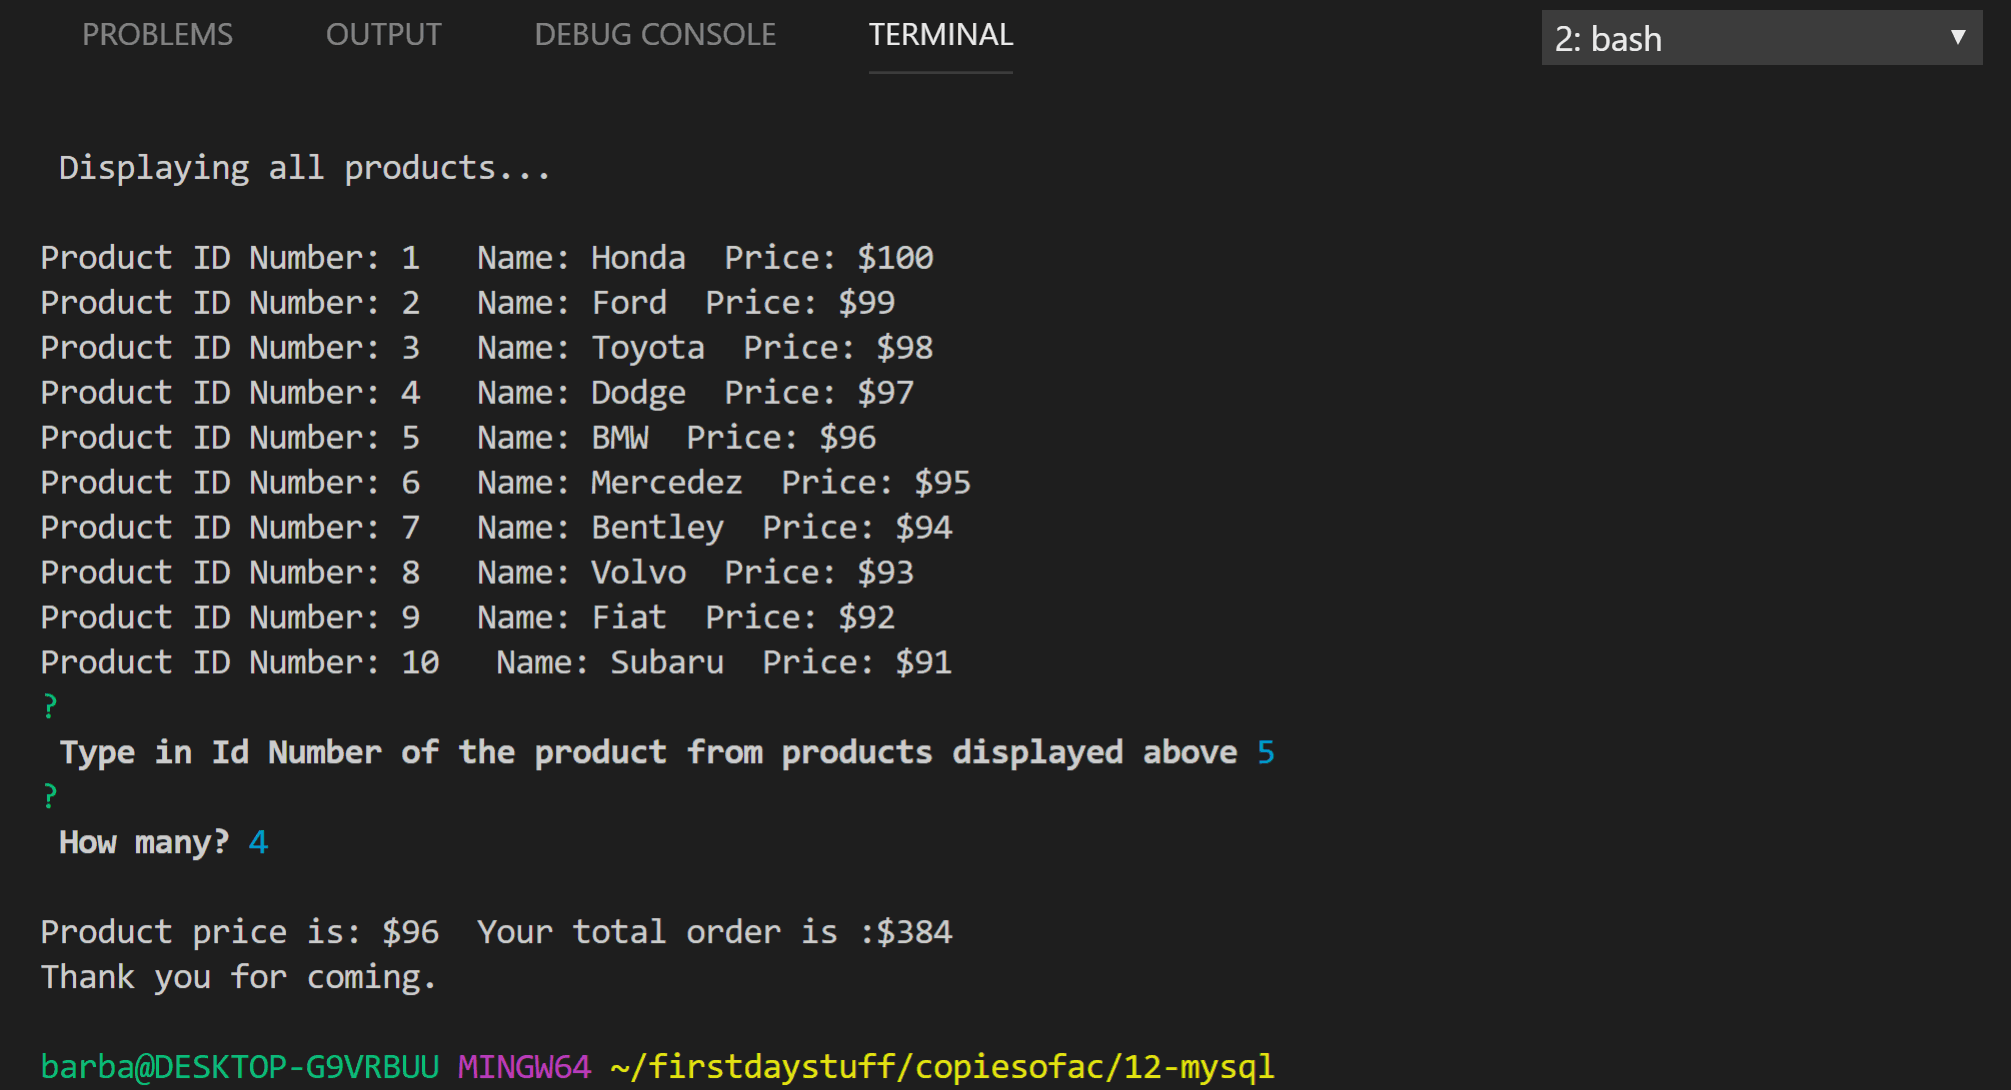 PROBLEMS OUTPUT DEBUG CONSOLE TERMINAL 2: bash
Displaying all products...
Product ID Number: 1   Name: Honda  Price: $100
Product ID Number: 2   Name: Ford  Price: $99
Product ID Number: 3   Name: Toyota  Price: $98
Product ID Number: 4   Name: Dodge  Price: $97
Product ID Number: 5   Name: BMW  Price: $96
Product ID Number: 6   Name: Mercedez  Price: $95
Product ID Number: 7   Name: Bentley  Price: $94
Product ID Number: 8   Name: Volvo  Price: $93
Product ID Number: 9   Name: Fiat  Price: $92
Product ID Number: 10   Name: Subaru  Price: $91
?
Type in Id Number of the product from products displayed above 5
?
How many? 4
Product price is: $96  Your total order is :$384
Thank you for coming.
barba@DESKTOP-G9VRBUU MINGW64 ~/firstdaystuff/copiesofac/12-mysql